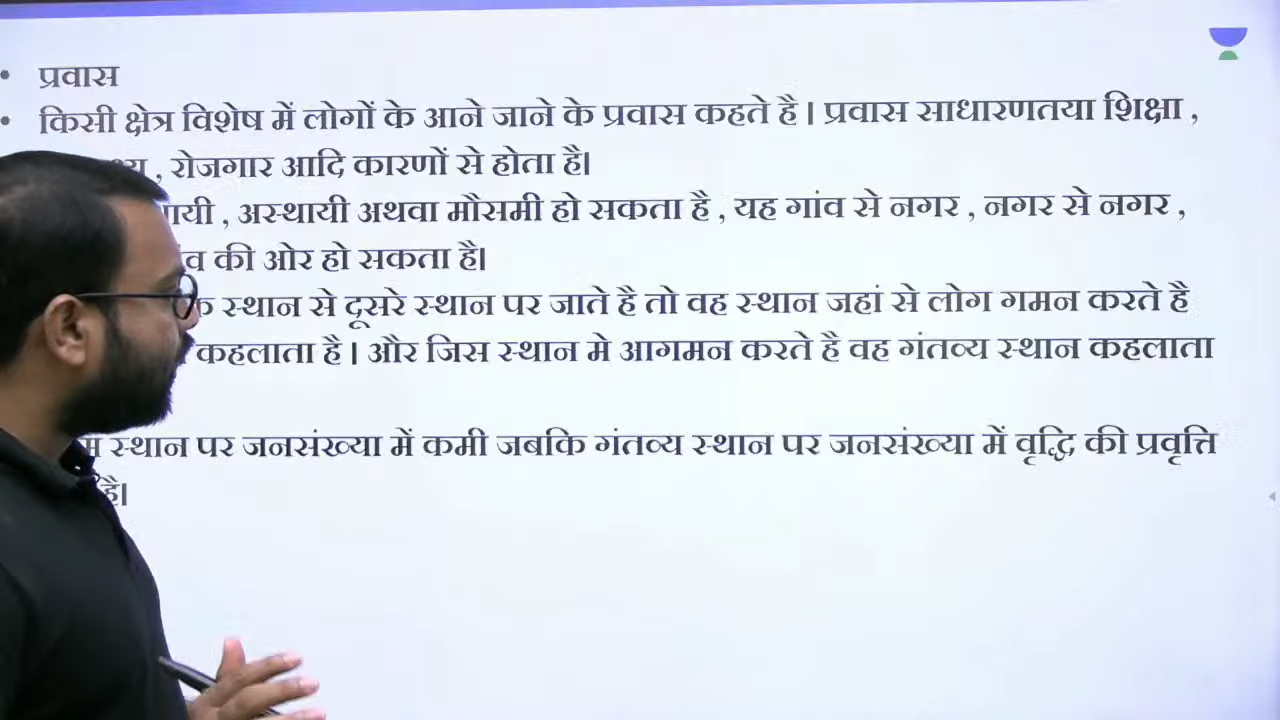 • प्रवास
• किसी क्षेत्र विशेष में लोगों के आने जाने के प्रवास कहते है। प्रवास साधारणतया शिक्षा ,
, रोजगार आदि कारणों से होता है।
, अस्थायी अथवा मौसमी हो सकता है , यह गांव से नगर , नगर से नगर ,
की ओर हो सकता है।
स्थान से दूसरे स्थान पर जाते है तो वह स्थान जहां से लोग गमन करते है
कहलाता है। और जिस स्थान मे आगमन करते है वह गंतव्य स्थान कहलाता
स्थान पर जनसंख्या में कमी जबकि गंतव्य स्थान पर जनसंख्या में वृद्धि की प्रवृत्ति
है।